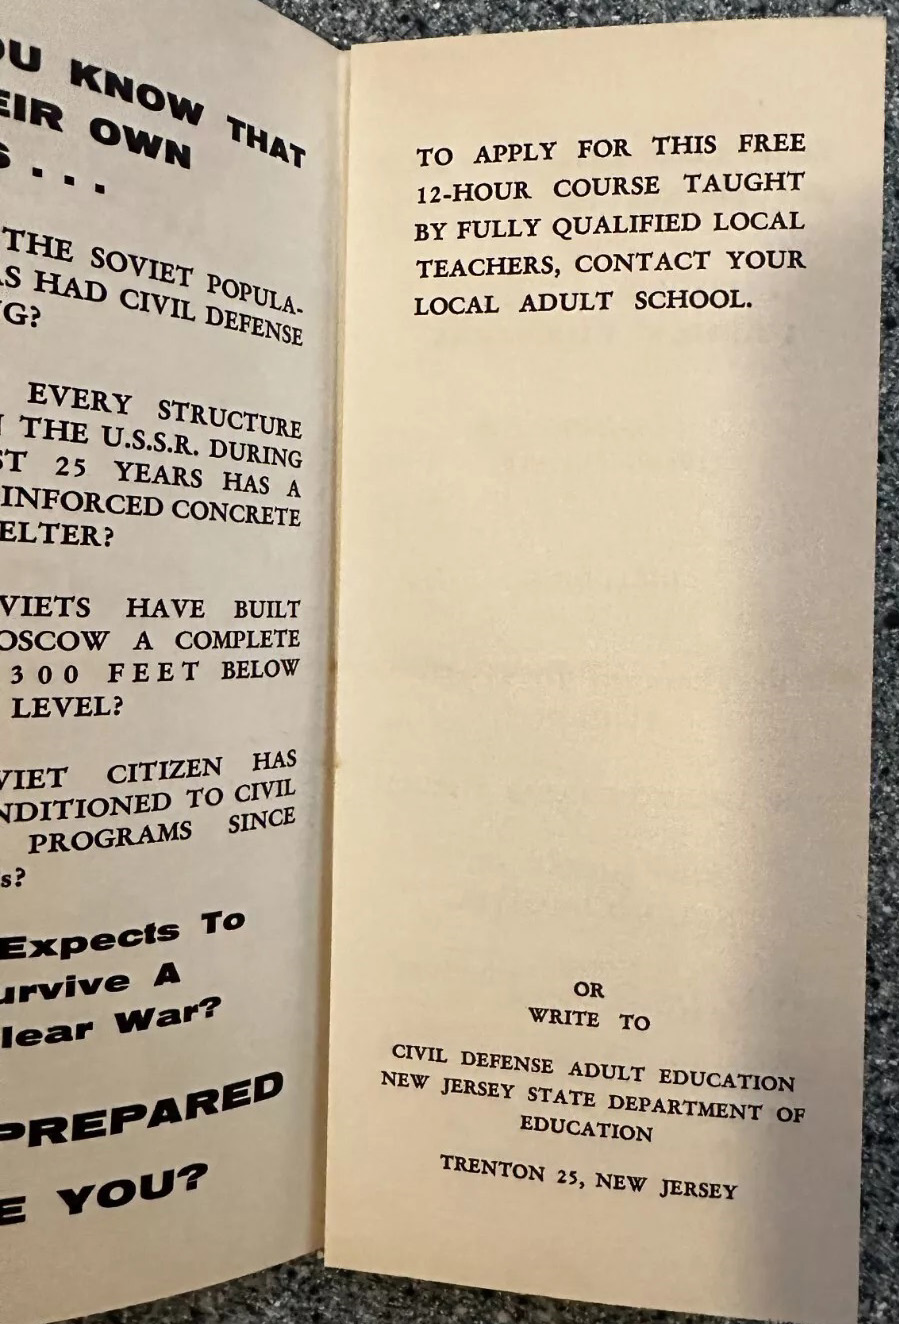 OU KNOW THAT
EIR OWN
S . . .
THE SOVIET POPULA-
AS HAD CIVIL DEFENSE
G?
EVERY STRUCTURE
THE U.S.S.R. DURING
ST 25 YEARS HAS A
INFORCED CONCRETE
ELTER?
VIETS HAVE BUILT
OSCOW A COMPLETE
300 FEET BELOW
LEVEL?
VIET CITIZEN HAS
NDITIONED TO CIVIL
PROGRAMS SINCE
s?
Expects To
urvive A
lear War?
PREPARED
E YOU?
TO APPLY FOR THIS FREE
12-HOUR COURSE TAUGHT
BY FULLY QUALIFIED LOCAL
TEACHERS, CONTACT YOUR
LOCAL ADULT SCHOOL.
OR
WRITE TO
CIVIL DEFENSE ADULT EDUCATION
NEW JERSEY STATE DEPARTMENT OF
EDUCATION
TRENTON 25, NEW JERSEY